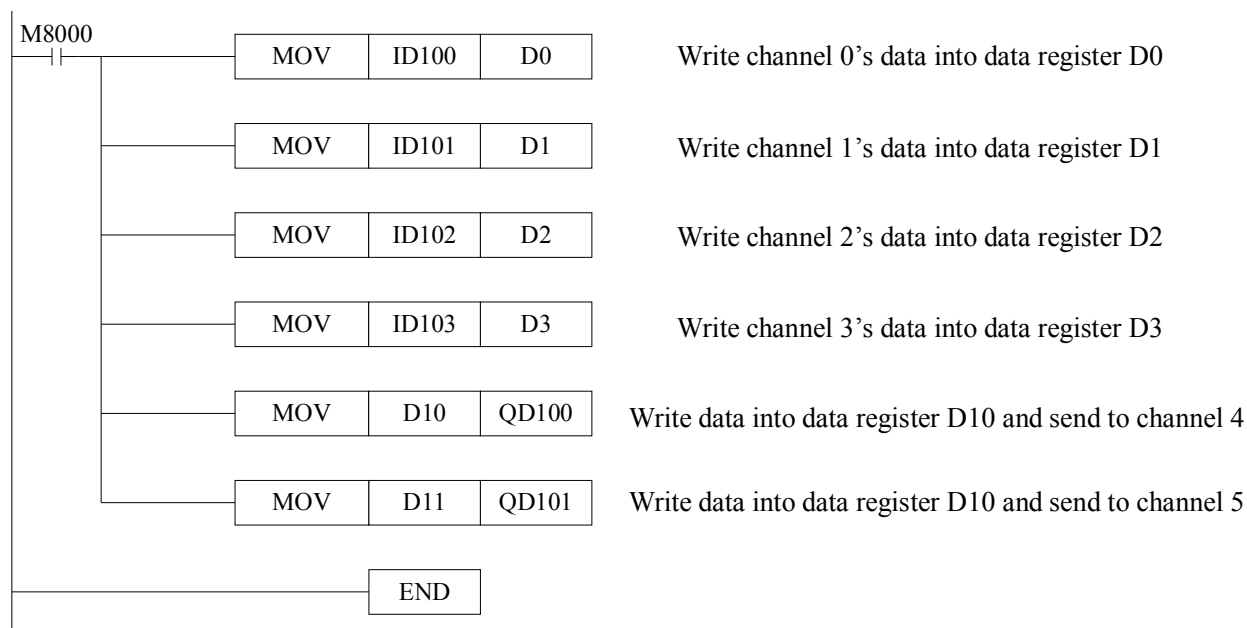 M8000
MOV ID100 D0 Write channel 0’s data into data register D0
MOV ID101 D1 Write channel 1’s data into data register D1
MOV ID102 D2 Write channel 2’s data into data register D2
MOV ID103 D3 Write channel 3’s data into data register D3
MOV D10 QD100 Write data into data register D10 and send to channel 4
MOV D11 QD101 Write data into data register D10 and send to channel 5
END